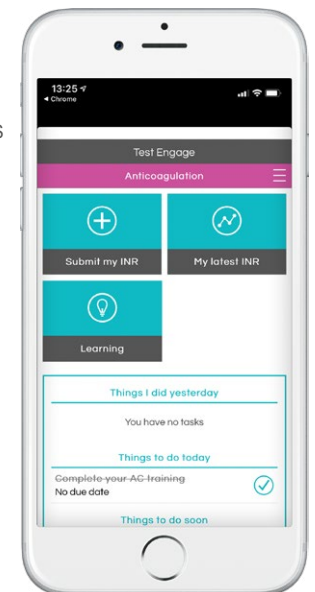 13:25
Chrome
Test Engage
Anticoagulation
Submit my INR
My latest INR
Learning
Things I did yesterday
You have no tasks
Things to do today
Complete your AC training
No due date
Things to do soon
s